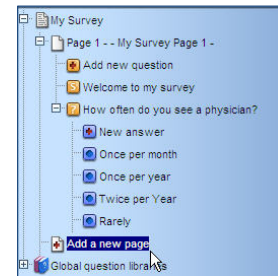 My Survey
Page 1 - - My Survey Page 1 -
Add new question
Welcome to my survey
How often do you see a physician?
New answer
Once per month
Once per year
Twice per Year
Rarely
Add a new page
Global question libraries